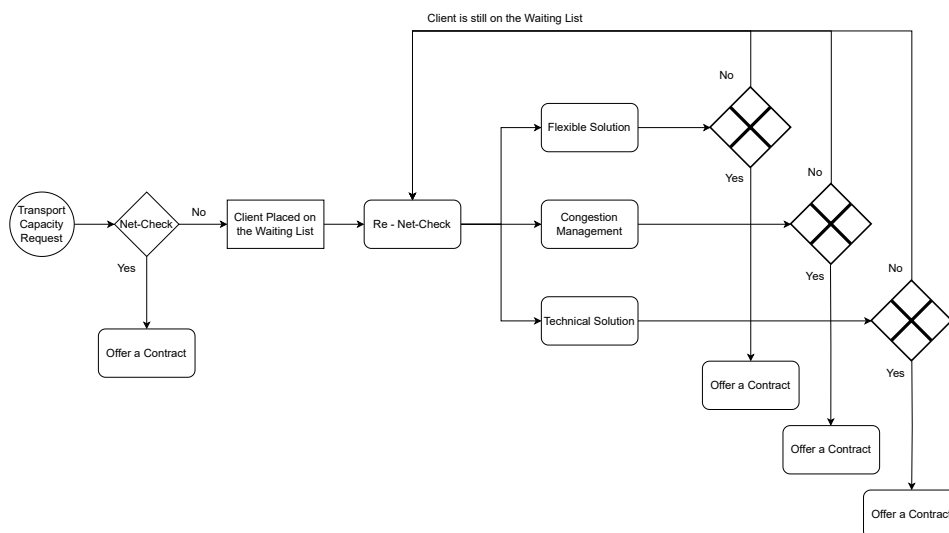 Client is still on the Waiting List
No
Flexible Solution
Yes
No
Transport
Capacity
Request
Net-Check
No
Client Placed on
the Waiting List
Re - Net-Check
Congestion
Management
Yes
Yes
No
Technical Solution
Offer a Contract
Yes
Offer a Contract
Offer a Contract
Offer a Contract